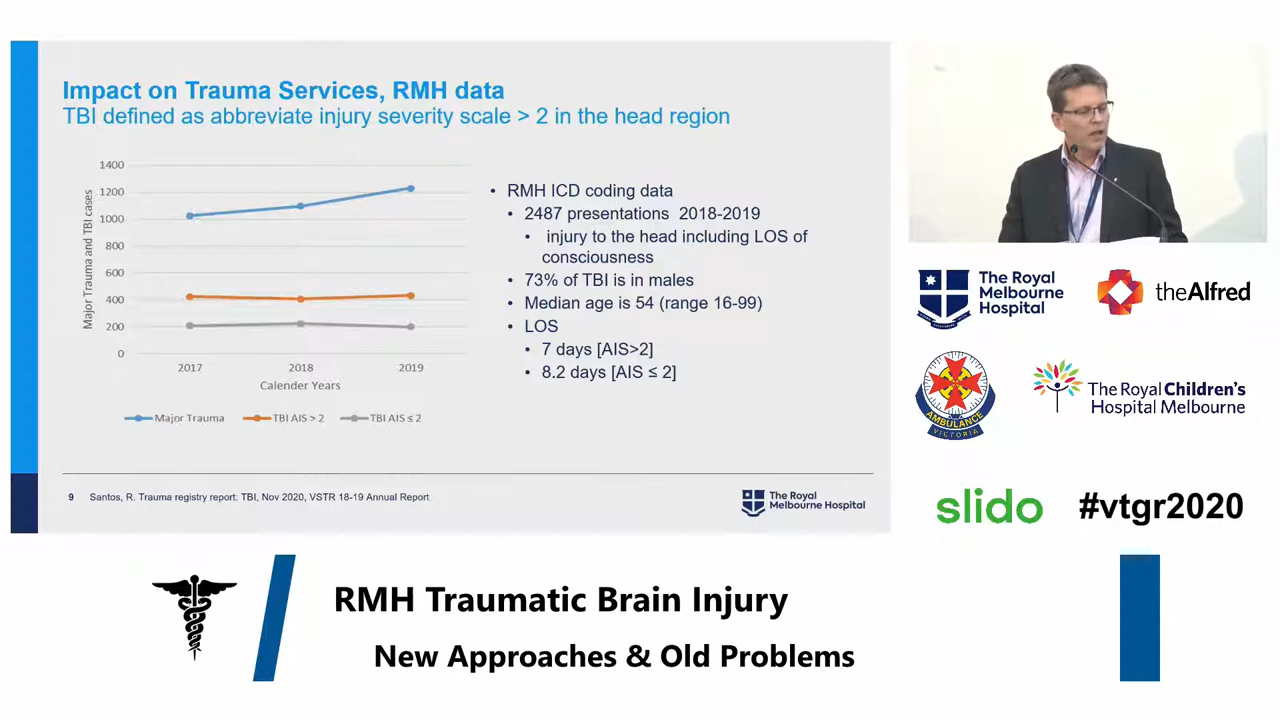 Impact on Trauma Services, RMH data
TBI defined as abbreviate injury severity scale > 2 in the head region
Major Trauma and TBI cases
1400
1200
1000
800
600
400
200
0
2017 2018 2019
Calender Years
Major Trauma TBI AIS > 2 TBI AIS ≤ 2
• RMH ICD coding data
• 2487 presentations 2018-2019
• injury to the head including LOS of
consciousness
• 73% of TBI is in males
• Median age is 54 (range 16-99)
• LOS
• 7 days [AIS>2]
• 8.2 days [AIS ≤ 2]
9 Santos, R. Trauma registry report: TBI, Nov 2020, VSTR 18-19 Annual Report
The Royal
Melbourne Hospital
The Royal
Melbourne
Hospital
theAlfred
AMBULANCE
VICTORIA
The Royal Children's
Hospital Melbourne
slido #vtgr2020
RMH Traumatic Brain Injury
New Approaches & Old Problems